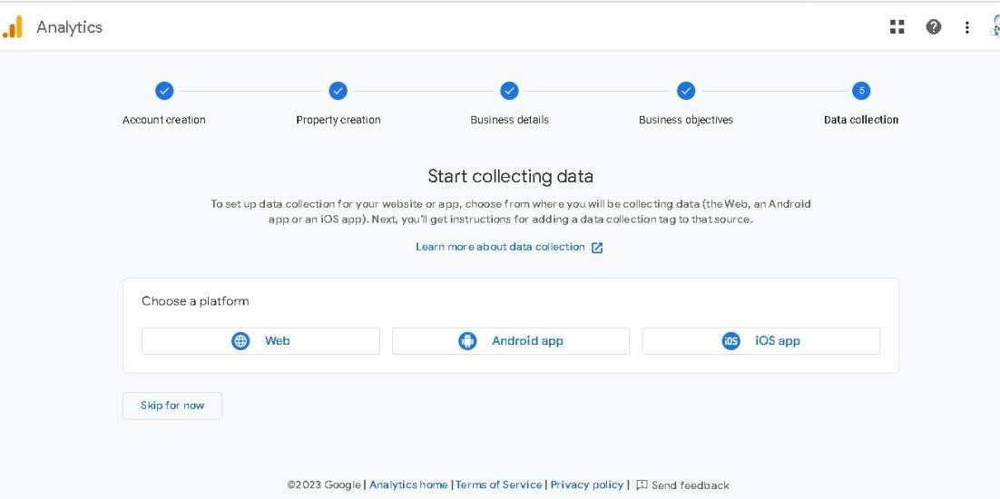 Analytics
5
Account creation
Property creation
Business details
Business objectives
Data collection
Start collecting data
To set up data collection for your website or app, choose from where you will be collecting data (the Web, an Android
app or an iOS app). Next, you'll get instructions for adding a data collection tag to that source.
Learn more about data collection
Choose a platform
Web
Android app
iOS iOS app
Skip for now
©2023 Google | Analytics home | Terms of Service | Privacy policy | Send feedback